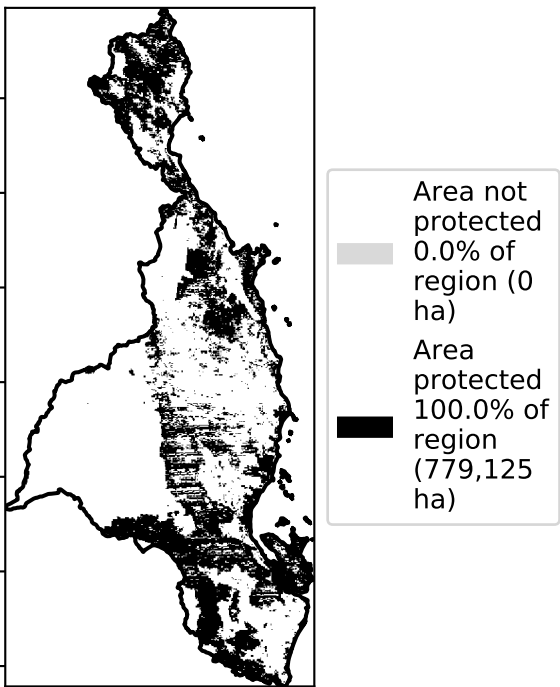 Area not
protected
0.0% of
region (0
ha)
Area
protected
100.0% of
region
(779,125
ha)